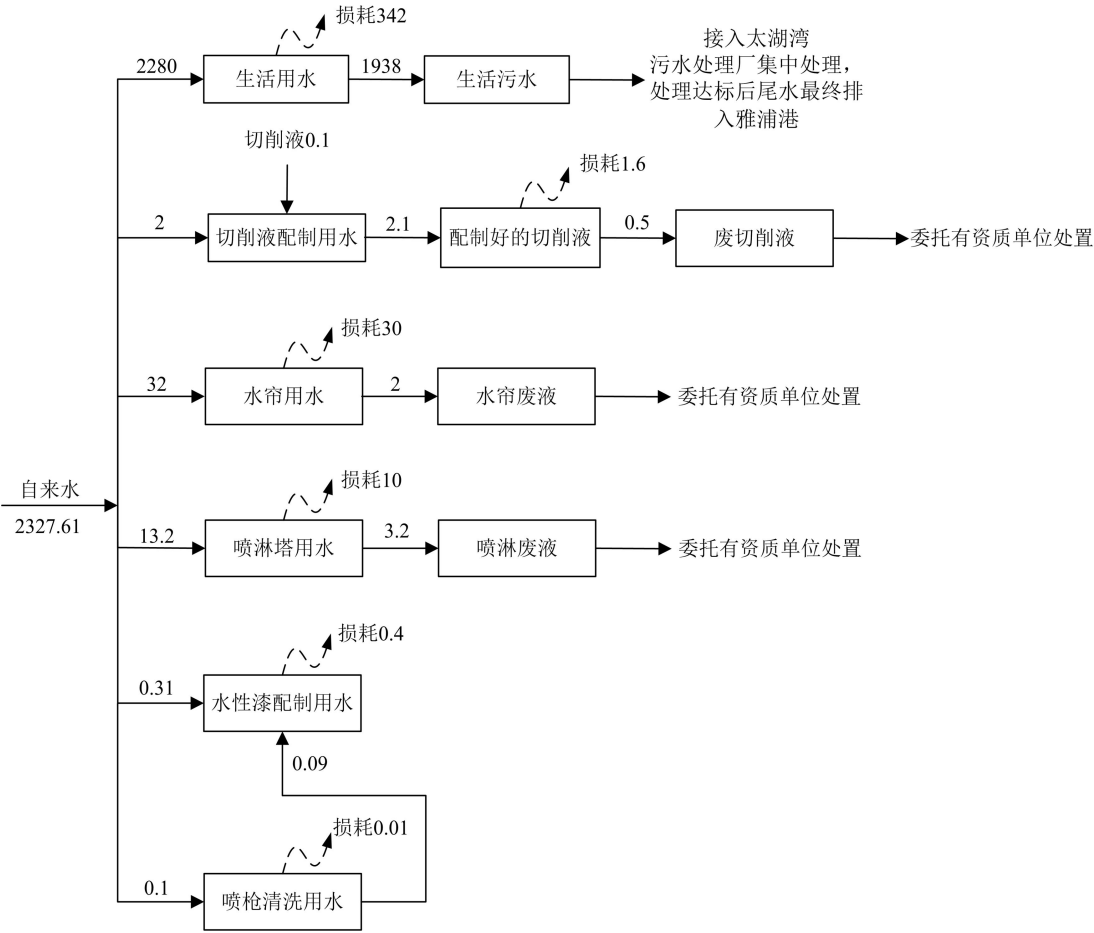 损耗342
2280
生活用水
1938
生活污水
接入太湖湾
污水处理厂集中处理，
处理达标后尾水最终排
入雅浦港
切削液0.1
损耗1.6
2
切削液配制用水
2.1
配制好的切削液
0.5
废切削液
委托有资质单位处置
损耗30
32
水帘用水
2
水帘废液
委托有资质单位处置
自来水
2327.61
损耗10
13.2
喷淋塔用水
3.2
喷淋废液
委托有资质单位处置
损耗0.4
0.31
水性漆配制用水
0.09
损耗0.01
0.1
喷枪清洗用水